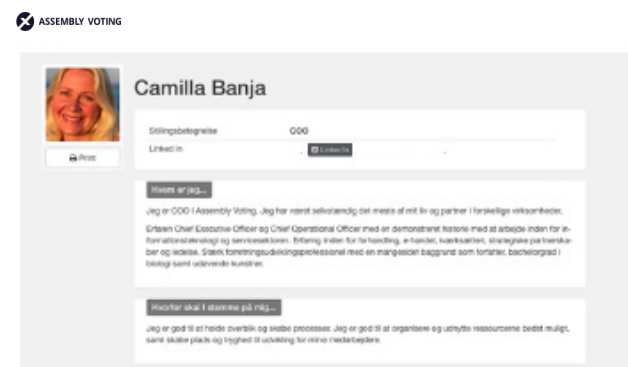 ASSEMBLY VOTING
Camilla Banja
Stillingsbetegnelse COO
Linked in LinkedIn
Print
Hvem er jeg...
Jeg er COO i Assembly Voting. Jeg har været selvstændig det meste af mit liv og partner i forskellige virksomheder.
Erfaren Chief Executive Officer og Chief Operational Officer med en demonstreret historie med at arbejde inden for in-
formationsteknologi og servicesektoren. Erfaring inden for forhandling, e-handel, iværksætteri, strategiske partnerska-
ber og ledelse. Stærk forretningsudviklingsprofessionel med en mangesidet baggrund som forfatter, bachelorgrad i
biologi samt udøvende kunstner.
Hvorfor skal I stemme på mig...
Jeg er god til at holde overblik og skabe processer. Jeg er god til at organisere og udnytte ressourcerne bedst muligt,
samt skabe plads og tryghed til udvikling for mine medarbejdere.